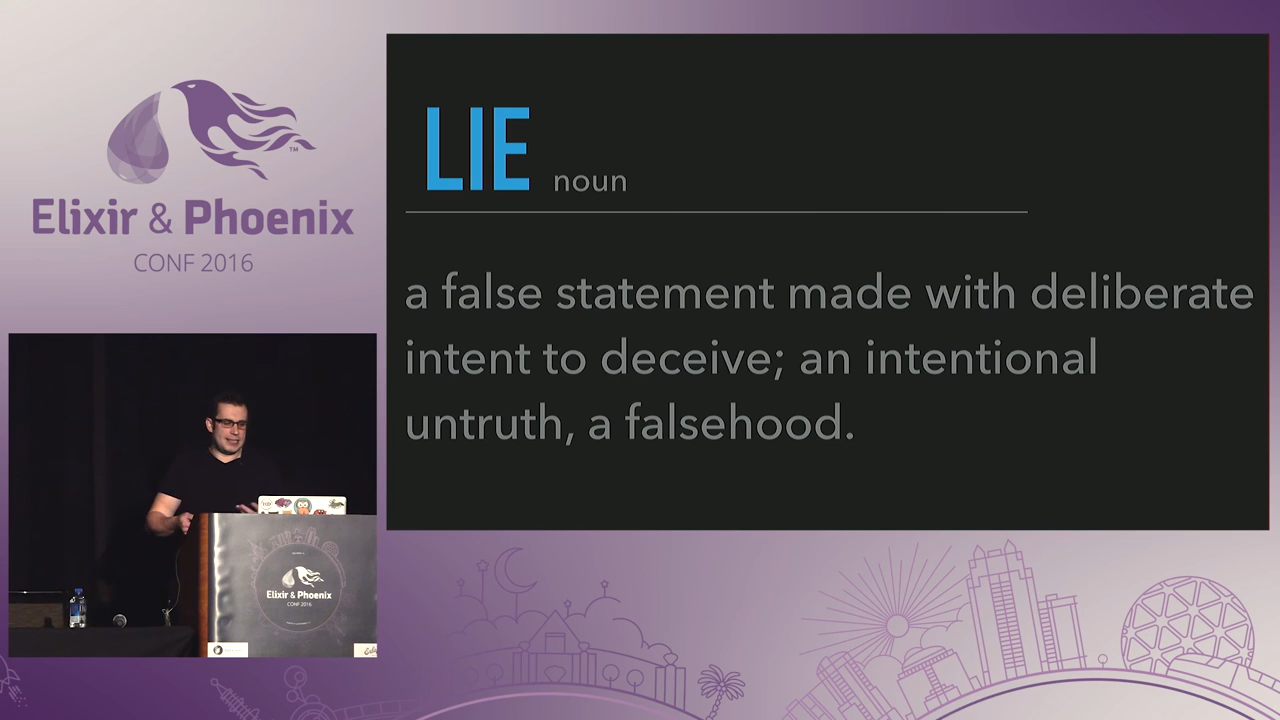 TM
Elixir & Phoenix
CONF 2016
LIE noun
a false statement made with deliberate
intent to deceive; an intentional
untruth, a falsehood.
Elixir & Phoenix
CONF 2016